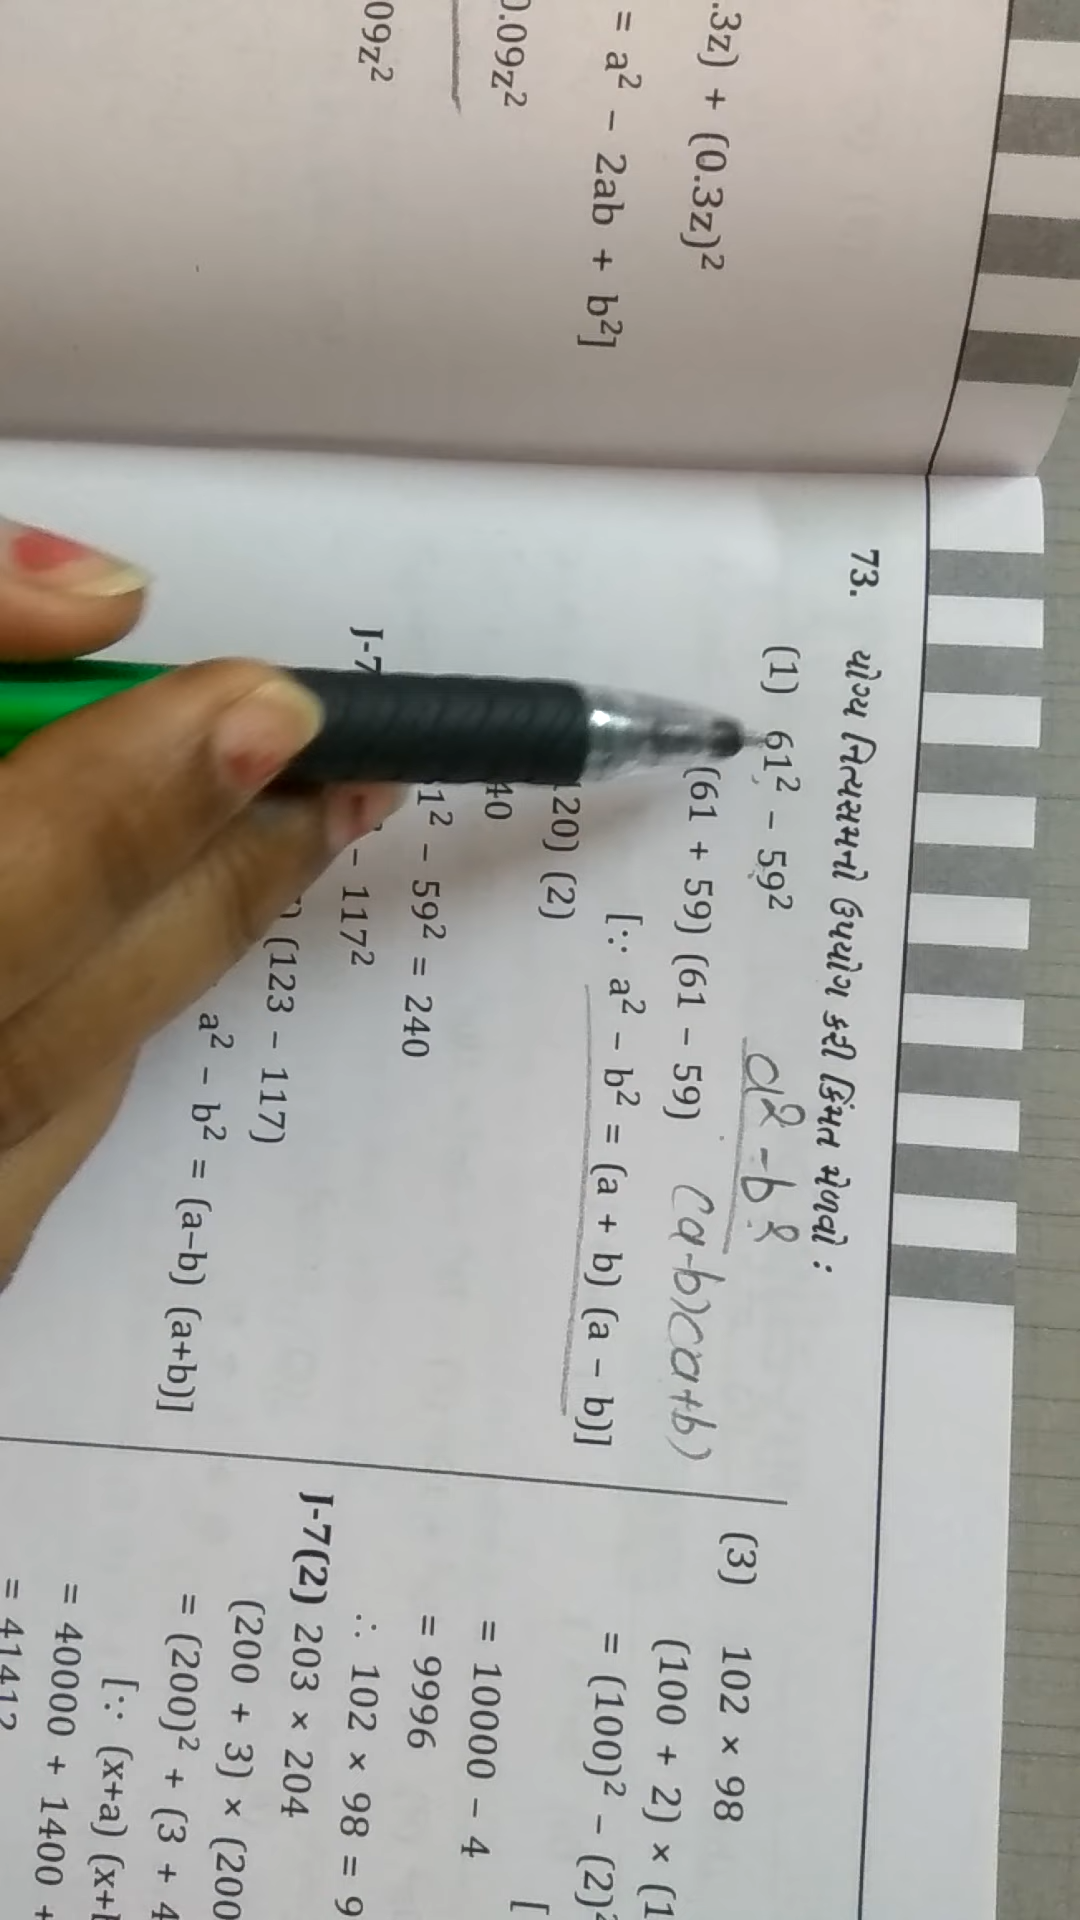 .3z) + (0.3z)²
= a² − 2ab + b²]
0.09z²
09z²
73. યોગ્ય નિત્યસમનો ઉપયોગ કરી કિંમત મેળવો :
(1) 61² − 59²
a² - b²
(61 + 59) (61 − 59)
(a-b)(a+b)
[∵ a² − b² = (a + b) (a − b)]
120) (2)
40
1² − 59² = 240
J-7
− 117²
) (123 − 117)
a² − b² = (a−b) (a+b)]
(3) 102 × 98
(100 + 2) × (1
= (100)² − (2)²
[
= 10000 − 4
= 9996
∴ 102 × 98 = 9
J-7(2) 203 × 204
(200 + 3) × (200
= (200)² + (3 + 4
[∵ (x+a) (x+
= 40000 + 1400 +
= 41412